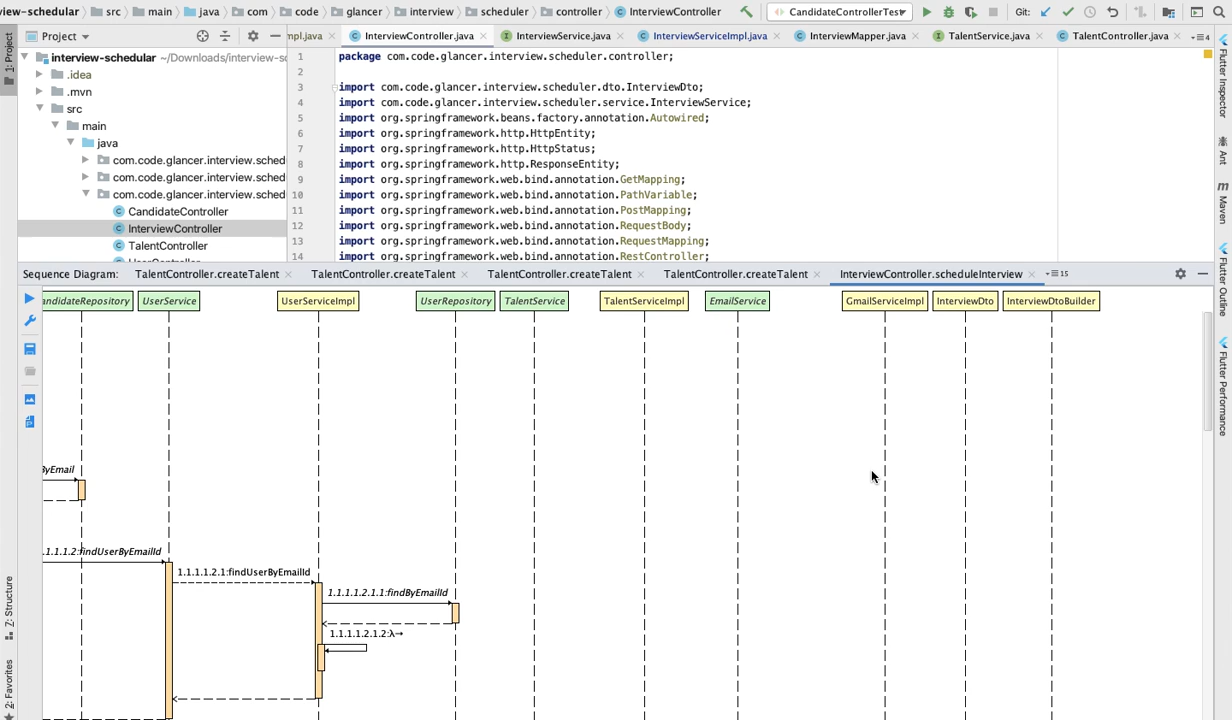 view-schedular src main java com code glancer interview scheduler controller InterviewController CandidateControllerTest Git:
1: Project
Project
mpl.java InterviewController.java InterviewService.java InterviewServiceImpl.java InterviewMapper.java TalentService.java TalentController.java 4
interview-schedular ~/Downloads/interview-s
.idea
.mvn
src
main
java
com.code.glancer.interview.sched
com.code.glancer.interview.sched
com.code.glancer.interview.sched
CandidateController
InterviewController
TalentController
1 package com.code.glancer.interview.scheduler.controller;
2
3 import com.code.glancer.interview.scheduler.dto.InterviewDto;
4 import com.code.glancer.interview.scheduler.service.InterviewService;
5 import org.springframework.beans.factory.annotation.Autowired;
6 import org.springframework.http.HttpEntity;
7 import org.springframework.http.HttpStatus;
8 import org.springframework.http.ResponseEntity;
9 import org.springframework.web.bind.annotation.GetMapping;
10 import org.springframework.web.bind.annotation.PathVariable;
11 import org.springframework.web.bind.annotation.PostMapping;
12 import org.springframework.web.bind.annotation.RequestBody;
13 import org.springframework.web.bind.annotation.RequestMapping;
14 import org.springframework.web.bind.annotation.RestController;
Flutter Inspector
Ant
Maven
Flutter Outline
Flutter Performance
Sequence Diagram: TalentController.createTalent TalentController.createTalent TalentController.createTalent TalentController.createTalent InterviewController.scheduleInterview 15
andidateRepository UserService UserServiceImpl UserRepository TalentService TalentServiceImpl EmailService GmailServiceImpl InterviewDto InterviewDtoBuilder
ByEmail
.1.1.1.2:findUserByEmailId
1.1.1.1.2.1:findUserByEmailId
1.1.1.1.2.1.1:findByEmailId
1.1.1.1.2.1.2:λ→
Z: Structure
2: Favorites